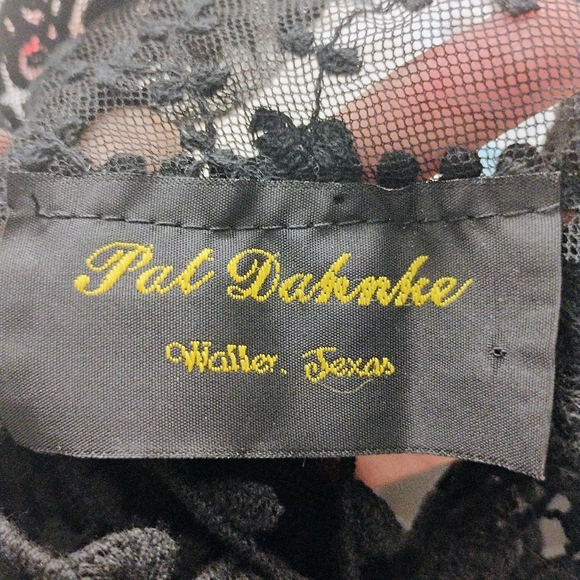 Pat Dahnke
Waller, Texas